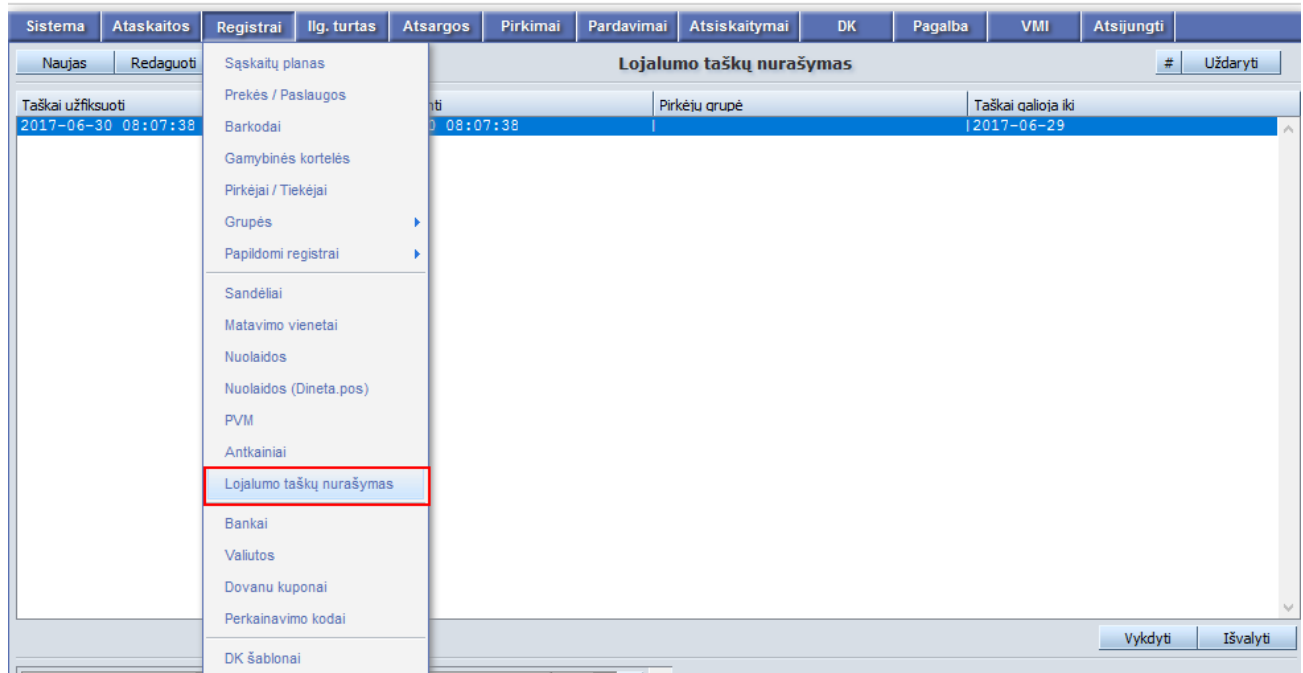 Sistema Ataskaitos Registrai Ilg. turtas Atsargos Pirkimai Pardavimai Atsiskaitymai DK Pagalba VMI Atsijungti
Naujas Redaguoti Lojalumo taškų nurašymas # Uždaryti
Taškai užfiksuoti Pirkėjų grupė Taškai galioja iki
2017-06-30 08:07:38 08:07:38 2017-06-29
Sąskaitų planas
Prekės / Paslaugos
Barkodai
Gamybinės kortelės
Pirkėjai / Tiekėjai
Grupės
Papildomi registrai
Sandėliai
Matavimo vienetai
Nuolaidos
Nuolaidos (Dineta.pos)
PVM
Antkainiai
Lojalumo taškų nurašymas
Bankai
Valiutos
Dovanu kuponai
Perkainavimo kodai
DK šablonai
Vykdyti Išvalyti